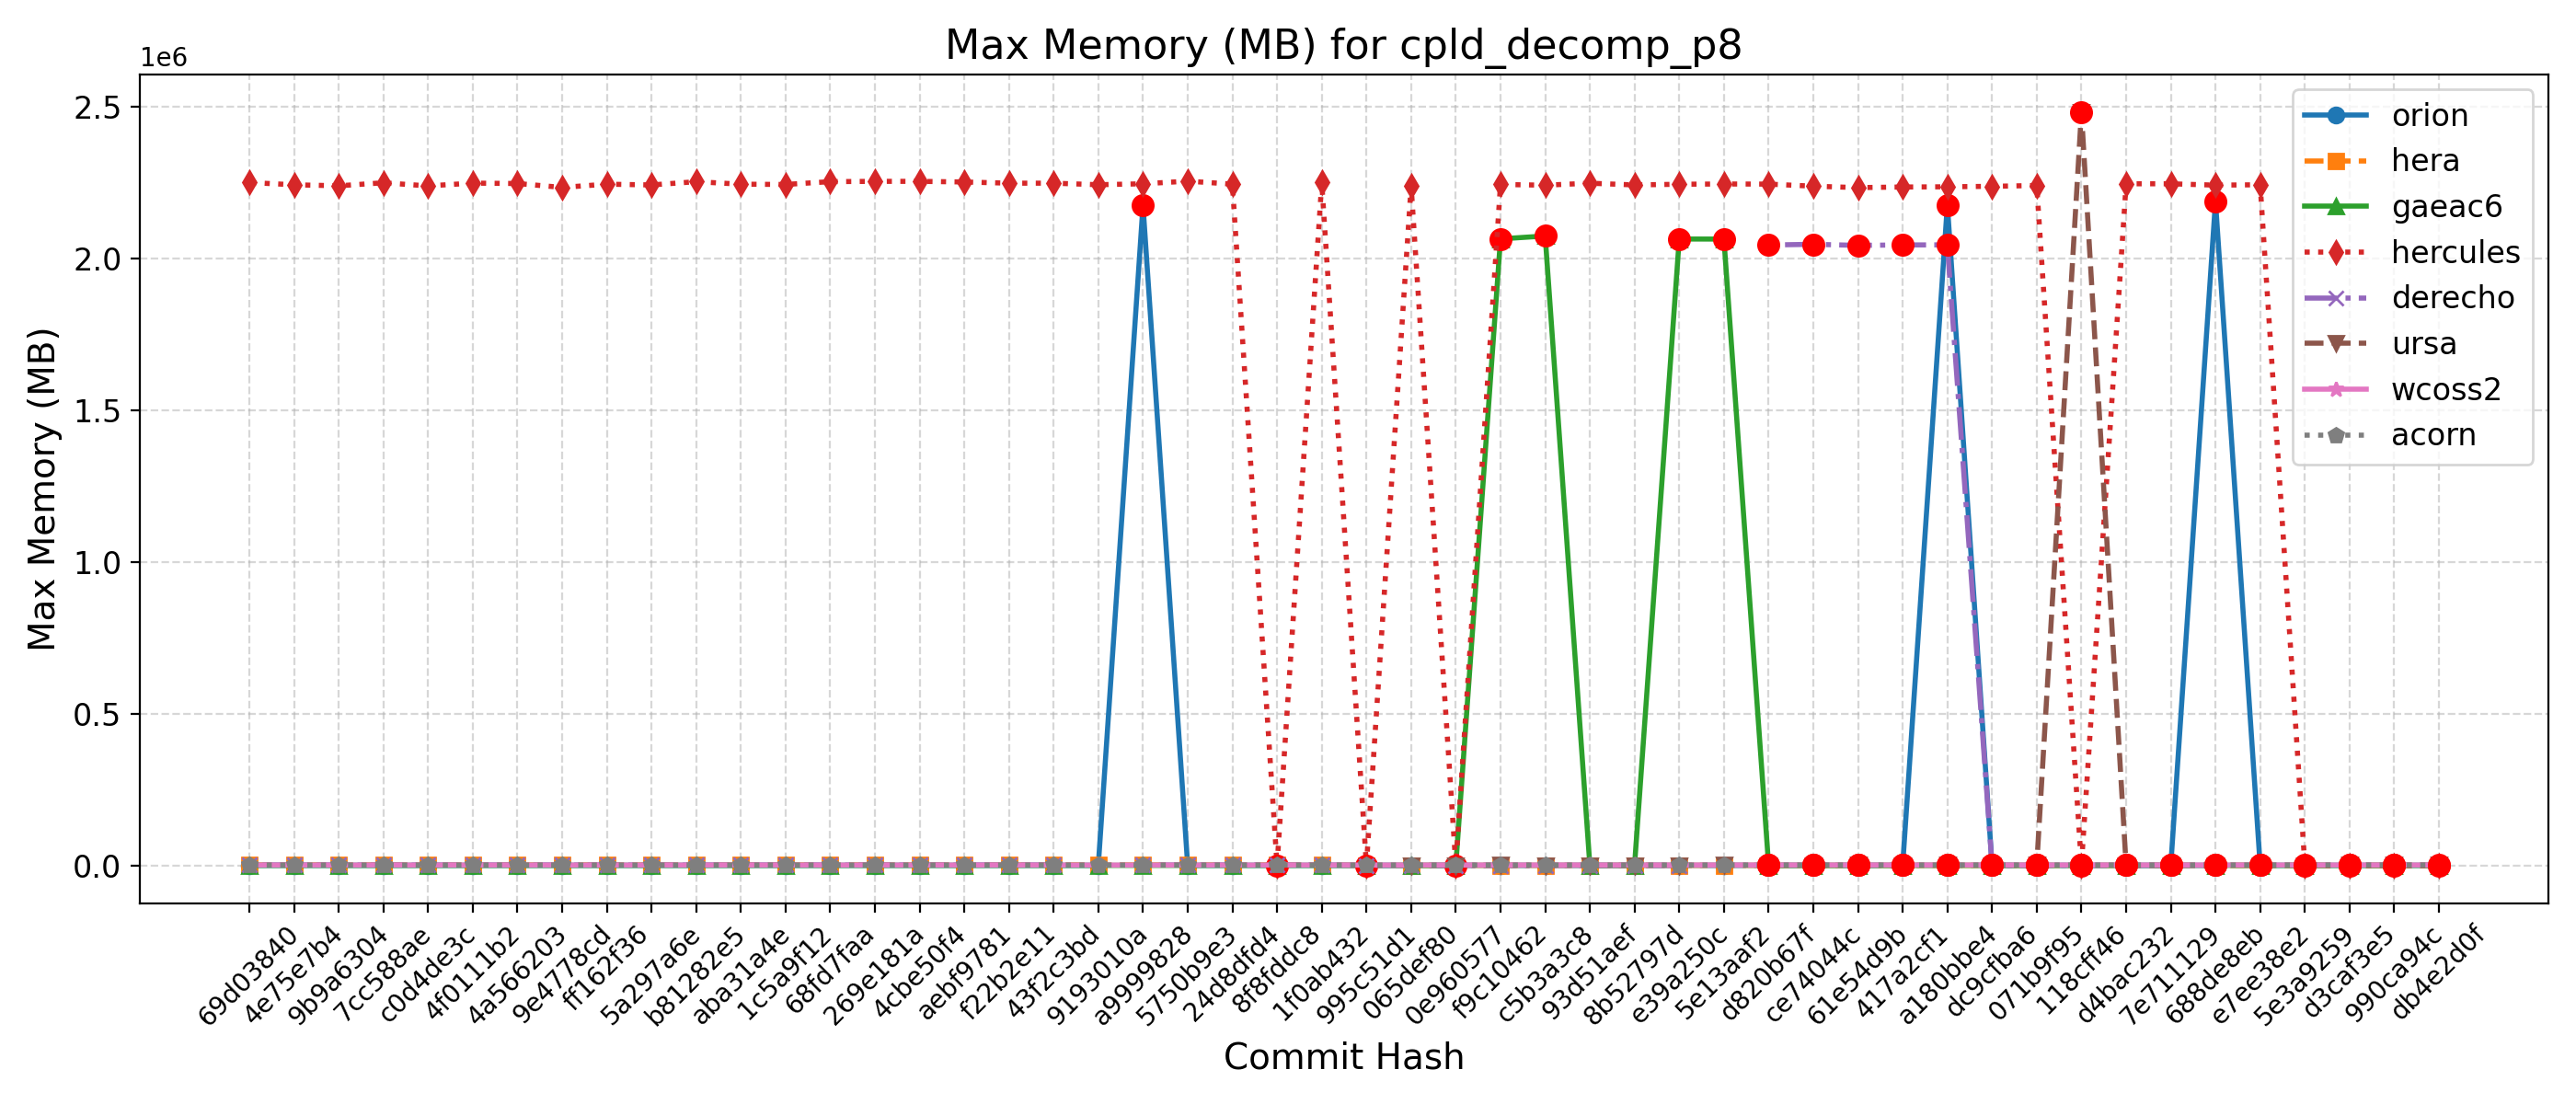 Max Memory (MB) for cpld_decomp_p8
1e6
2.5
2.0
1.5
1.0
0.5
0.0
Max Memory (MB)
orion
hera
gaeac6
hercules
derecho
ursa
wcoss2
acorn
69d03840
4e75e7b4
9b9a6304
7cc588ae
c0d4de3c
4f0111b2
4a566203
9e4778cd
ff162f36
5a297a6e
b81282e5
aba31a4e
1c5a9f12
68fd7faa
269e181a
4cbe50f4
aebf9781
f22b2e11
43f2c3bd
9193010a
a9999828
5750b9e3
24d8dfd4
8f8fddc8
1f0ab432
995c51d1
065def80
0e960577
f9c10462
c5b3a3c8
93d51aef
8b52797d
e39a250c
5e13aaf2
d820b67f
ce74044c
61e54d9b
417a2cf1
a180bbe4
dc9cfba6
071b9f95
118cff46
d4bac232
7e711129
688de8eb
e7ee38e2
5e3a9259
d3caf3e5
990ca94c
db4e2d0f
Commit Hash